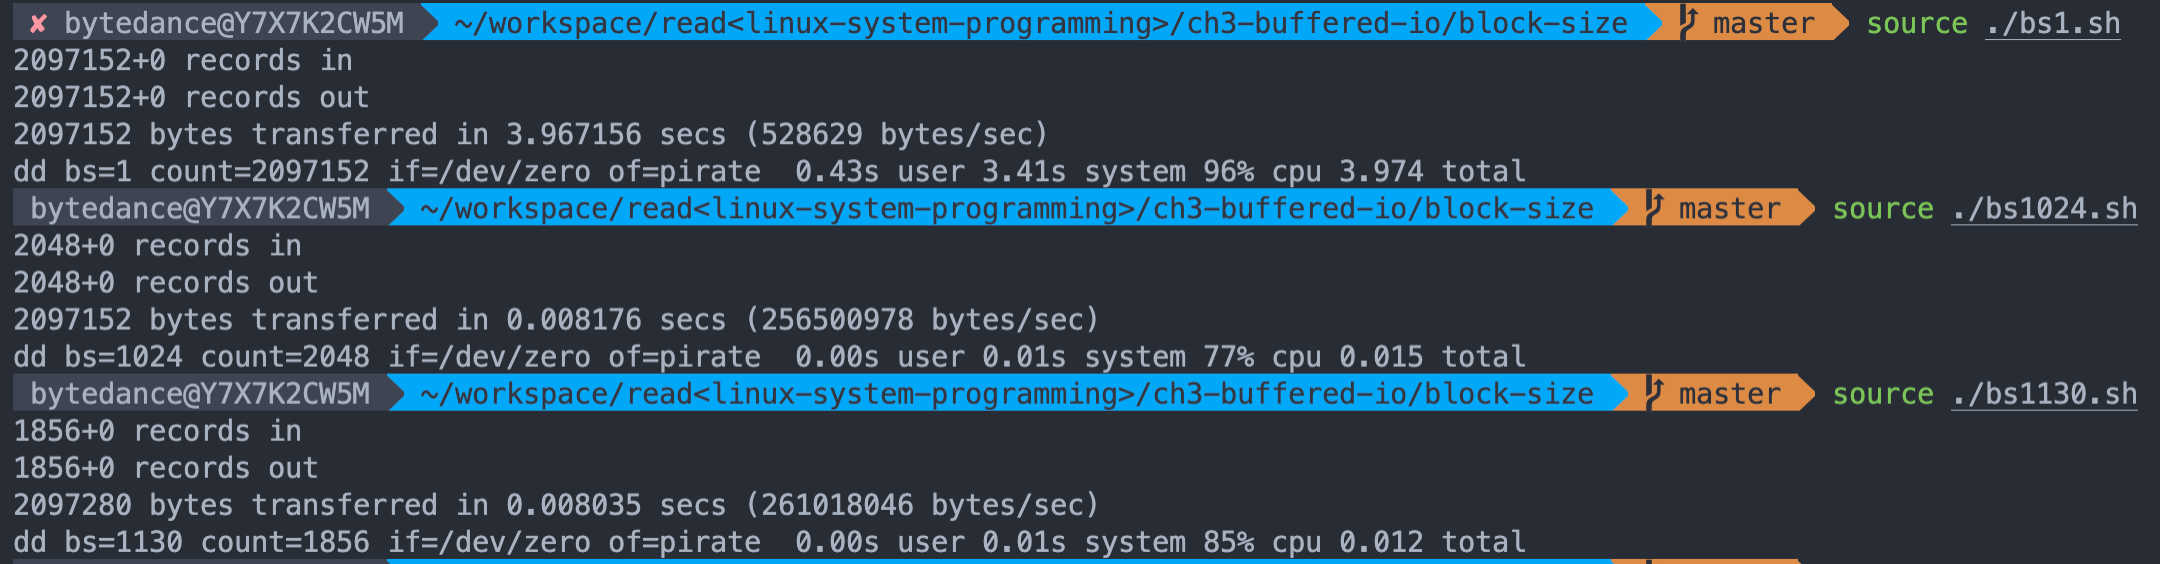 ✘ bytedance@Y7X7K2CW5M ~/workspace/read<linux-system-programming>/ch3-buffered-io/block-size master source ./bs1.sh
2097152+0 records in
2097152+0 records out
2097152 bytes transferred in 3.967156 secs (528629 bytes/sec)
dd bs=1 count=2097152 if=/dev/zero of=pirate  0.43s user 3.41s system 96% cpu 3.974 total
bytedance@Y7X7K2CW5M ~/workspace/read<linux-system-programming>/ch3-buffered-io/block-size master source ./bs1024.sh
2048+0 records in
2048+0 records out
2097152 bytes transferred in 0.008176 secs (256500978 bytes/sec)
dd bs=1024 count=2048 if=/dev/zero of=pirate  0.00s user 0.01s system 77% cpu 0.015 total
bytedance@Y7X7K2CW5M ~/workspace/read<linux-system-programming>/ch3-buffered-io/block-size master source ./bs1130.sh
1856+0 records in
1856+0 records out
2097280 bytes transferred in 0.008035 secs (261018046 bytes/sec)
dd bs=1130 count=1856 if=/dev/zero of=pirate  0.00s user 0.01s system 85% cpu 0.012 total